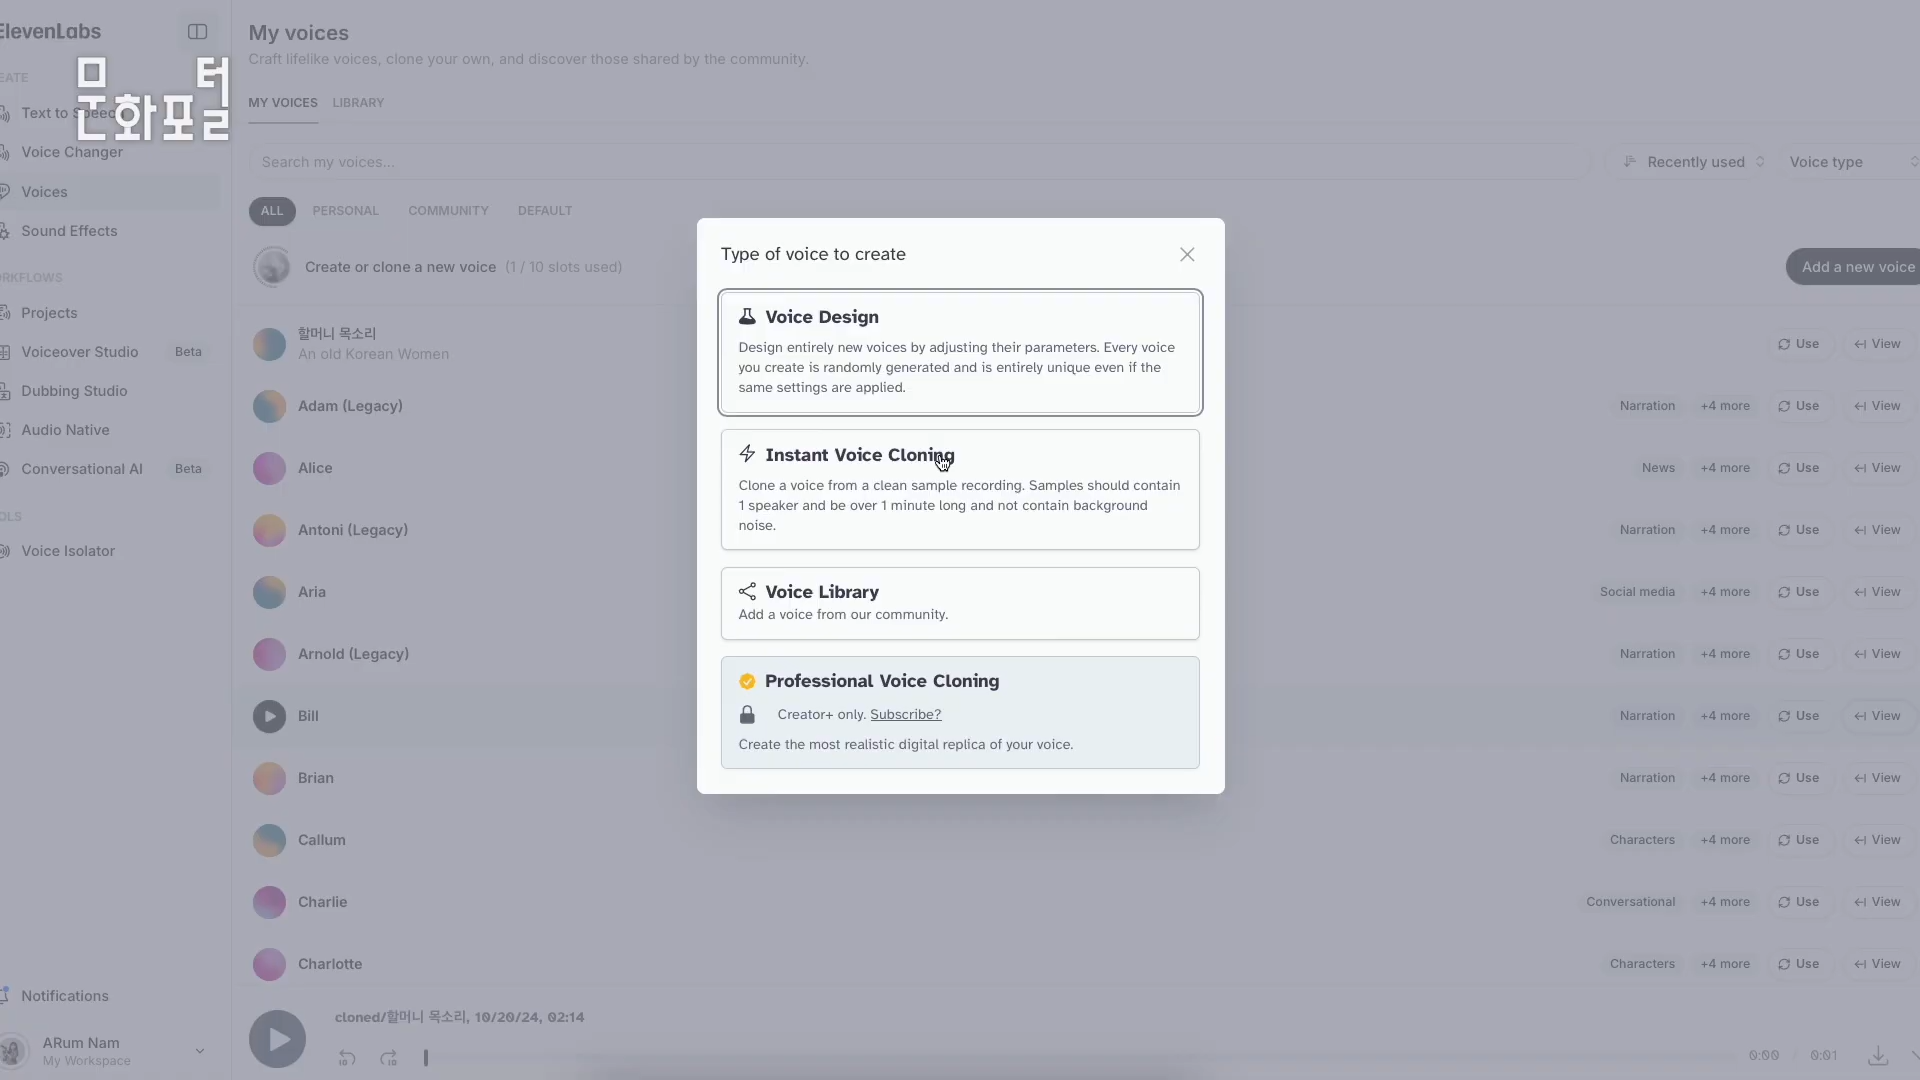 ElevenLabs
문화포털
Text to Speech
Voice Changer
Voices
Sound Effects
Projects
Voiceover Studio Beta
Dubbing Studio
Audio Native
Conversational AI Beta
Voice Isolator
Notifications
ARum Nam
My Workspace
My voices
Craft lifelike voices, clone your own, and discover those shared by the community.
MY VOICES LIBRARY
Search my voices... Recently used Voice type
ALL PERSONAL COMMUNITY DEFAULT
Create or clone a new voice (1 / 10 slots used) Add a new voice
할머니 목소리 Use View
An old Korean Women
Adam (Legacy) Narration +4 more Use View
Alice News +4 more Use View
Antoni (Legacy) Narration +4 more Use View
Aria Social media +4 more Use View
Arnold (Legacy) Narration +4 more Use View
Bill Narration +4 more Use View
Brian Narration +4 more Use View
Callum Characters +4 more Use View
Charlie Conversational +4 more Use View
Charlotte Characters +4 more Use View
Type of voice to create
Voice Design
Design entirely new voices by adjusting their parameters. Every voice
you create is randomly generated and is entirely unique even if the
same settings are applied.
Instant Voice Cloning
Clone a voice from a clean sample recording. Samples should contain
1 speaker and be over 1 minute long and not contain background
noise.
Voice Library
Add a voice from our community.
Professional Voice Cloning
Creator+ only. Subscribe?
Create the most realistic digital replica of your voice.
cloned/할머니 목소리, 10/20/24, 02:14
10 10 0:00 / 0:01